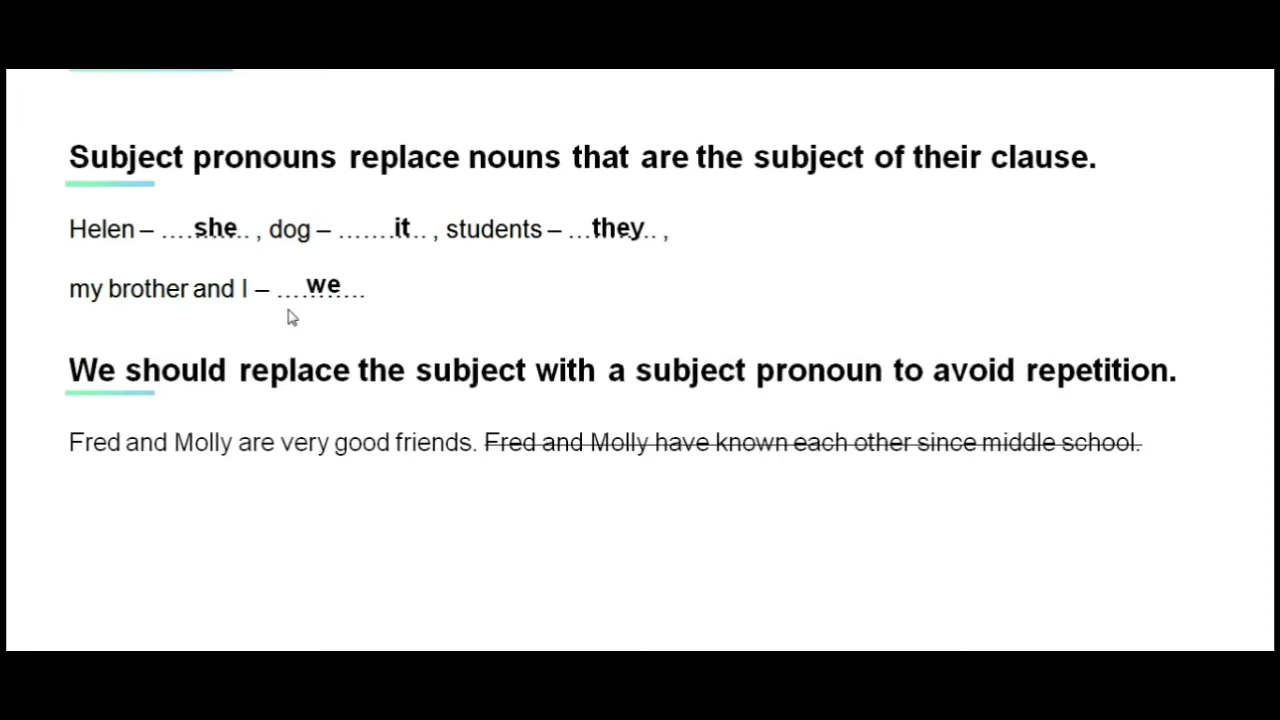 Subject pronouns replace nouns that are the subject of their clause.
Helen – ….she.. , dog – …….it.. , students – …they.. ,
my brother and I – …we…
We should replace the subject with a subject pronoun to avoid repetition.
Fred and Molly are very good friends. Fred and Molly have known each other since middle school.